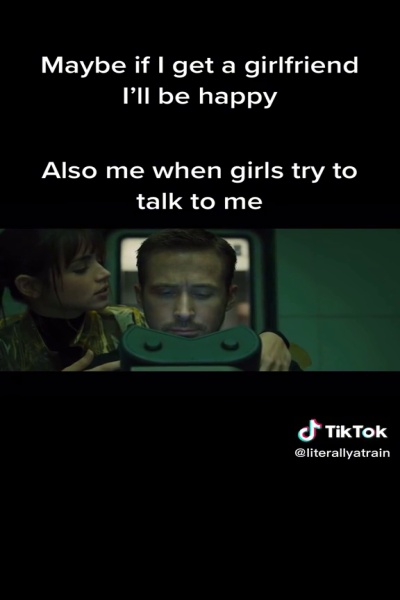 Maybe if I get a girlfriend
I'll be happy
Also me when girls try to
talk to me
TikTok
@literallyatrain